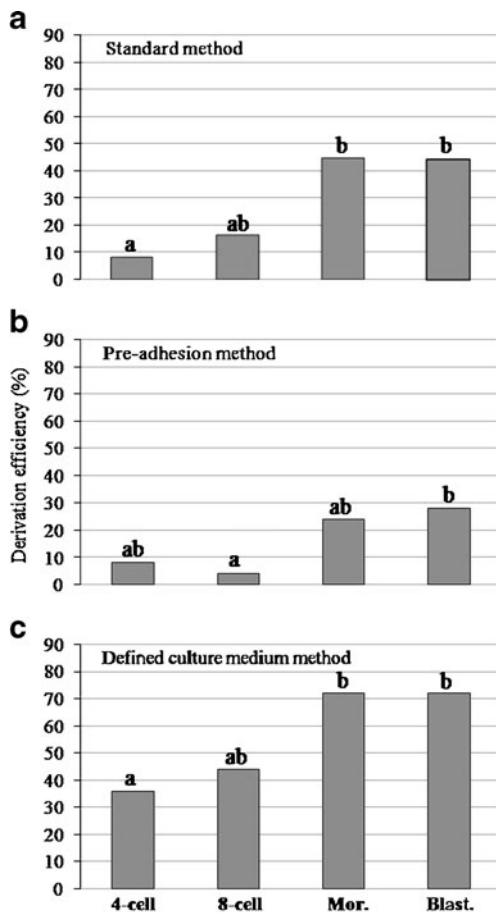 a
Standard method
90
80
70
60
50
40
30
20
10
0
a
ab
b
b
b
Pre-adhesion method
90
80
70
60
50
40
30
20
10
0
ab
a
ab
b
Derivation efficiency (%)
c
Defined culture medium method
90
80
70
60
50
40
30
20
10
0
a
ab
b
b
4-cell 8-cell Mor. Blast.